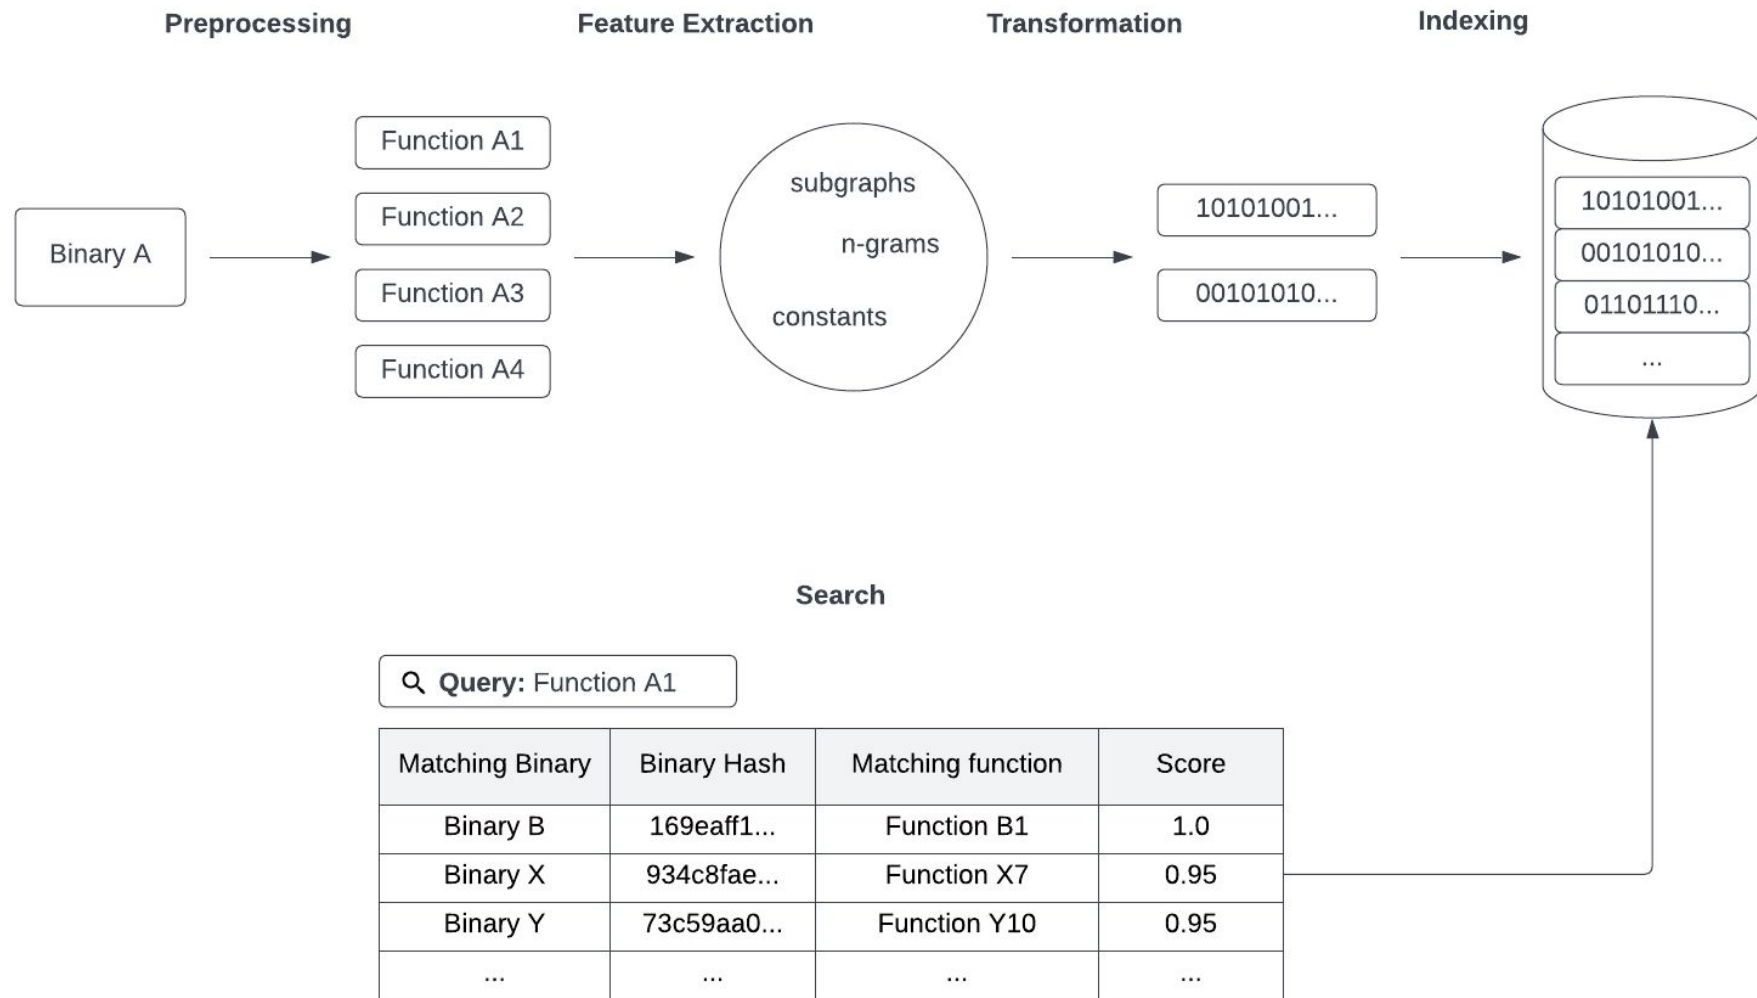 Preprocessing
Feature Extraction
Transformation
Indexing
Binary A
Function A1
Function A2
Function A3
Function A4
subgraphs
n-grams
constants
10101001...
00101010...
10101001...
00101010...
01101110...
...
Search
Query: Function A1
Matching Binary Binary Hash Matching function Score
Binary B 169eaff1... Function B1 1.0
Binary X 934c8fae... Function X7 0.95
Binary Y 73c59aa0... Function Y10 0.95
... ... ... ...